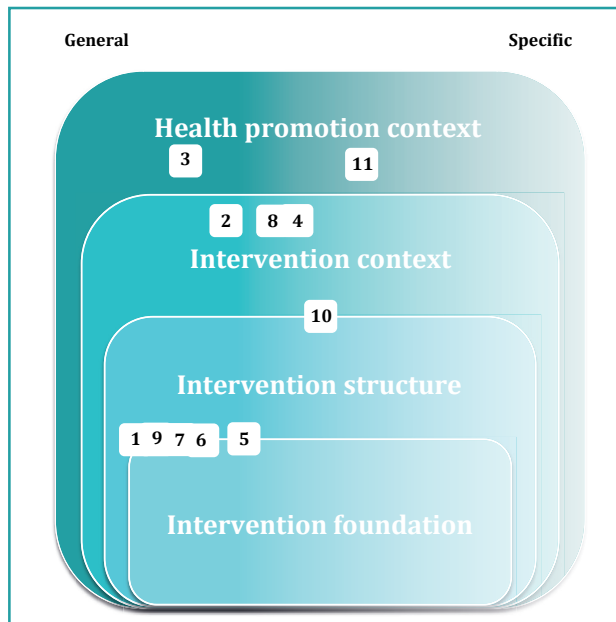 General Specific
Health promotion context
3 11
2 8 4
Intervention context
10
Intervention structure
1 9 7 6 5
Intervention foundation